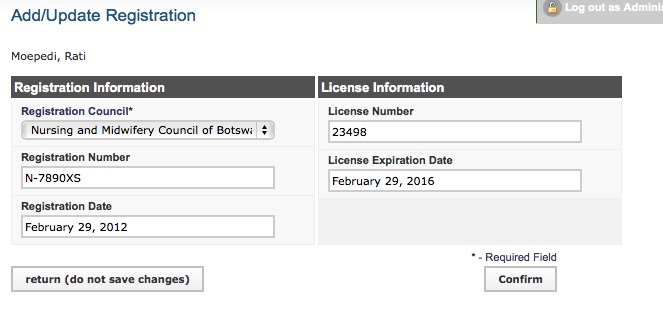 Add/Update Registration
Log out as Adminis
Moepedi, Rati
Registration Information
License Information
Registration Council*
Nursing and Midwifery Council of Botswa
Registration Number
N-7890XS
Registration Date
February 29, 2012
License Number
23498
License Expiration Date
February 29, 2016
* - Required Field
return (do not save changes)
Confirm